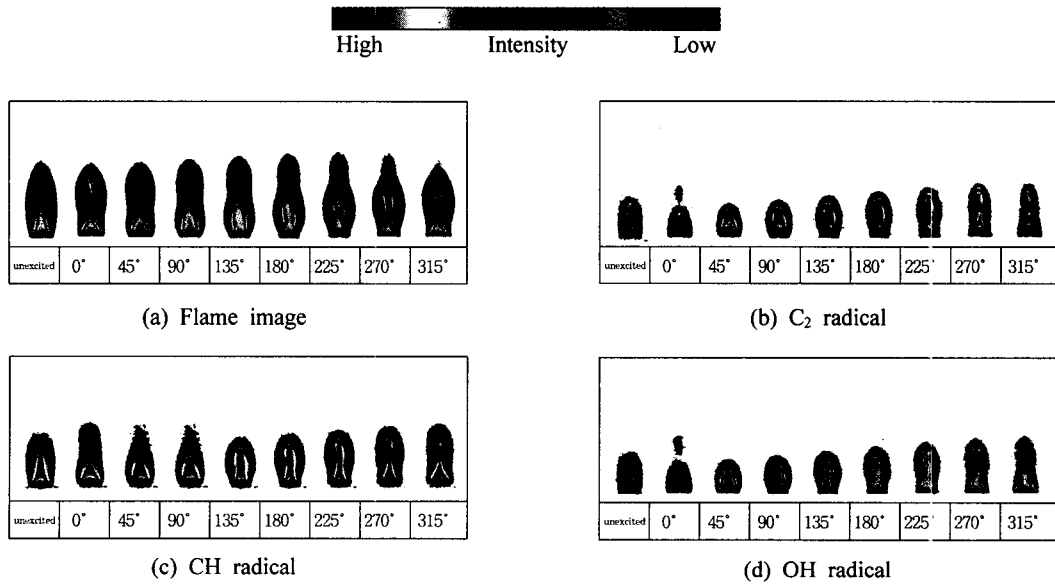 High Intensity Low
unexcited 0° 45° 90° 135° 180° 225° 270° 315°
(a) Flame image
unexcited 0° 45° 90° 135° 180° 225° 270° 315°
(b) C₂ radical
unexcited 0° 45° 90° 135° 180° 225° 270° 315°
(c) CH radical
unexcited 0° 45° 90° 135° 180° 225° 270° 315°
(d) OH radical